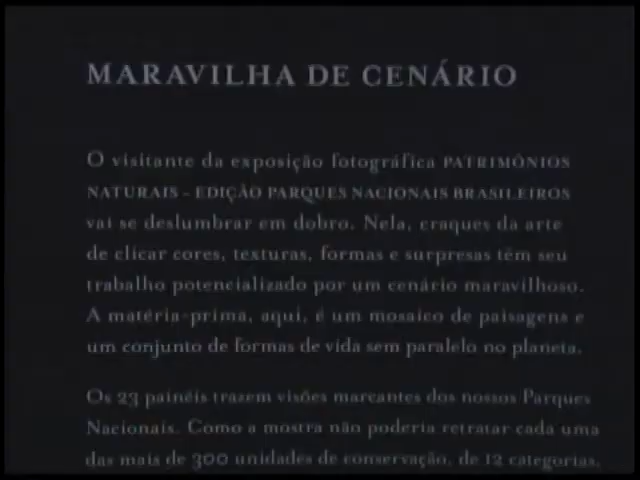 MARAVILHA DE CENÁRIO
O visitante da exposição fotográfica PATRIMÔNIOS
NATURAIS - EDIÇÃO PARQUES NACIONAIS BRASILEIROS
vai se deslumbrar em dobro. Nela, craques da arte
de clicar cores, texturas, formas e surpresas têm seu
trabalho potencializado por um cenário maravilhoso.
A matéria-prima, aqui, é um mosaico de paisagens e
um conjunto de formas de vida sem paralelo no planeta.
Os 23 painéis trazem visões marcantes dos nossos Parques
Nacionais. Como a mostra não poderia retratar cada uma
das mais de 300 unidades de conservação, de 12 categorias,